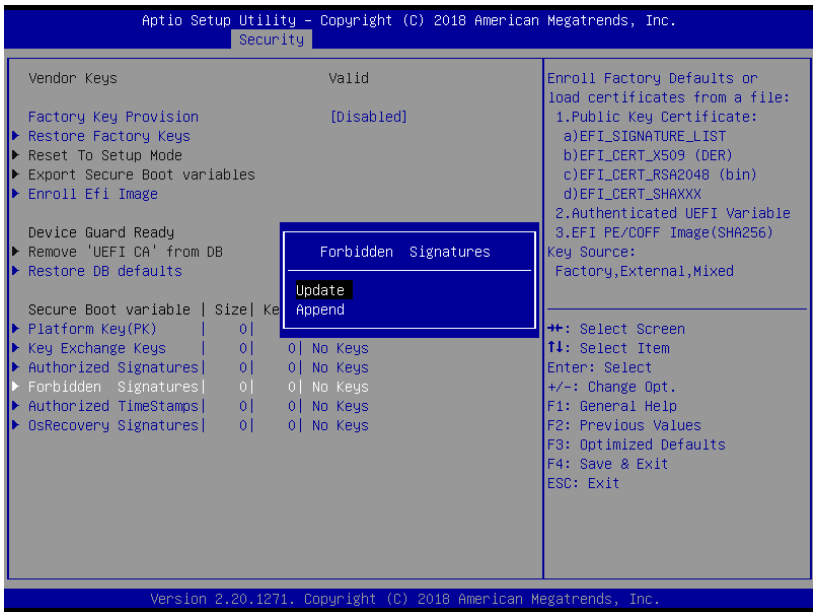 Aptio Setup Utility – Copyright (C) 2018 American Megatrends, Inc.
Security
Vendor Keys Valid
Factory Key Provision [Disabled]
Restore Factory Keys
Reset To Setup Mode
Export Secure Boot variables
Enroll Efi Image
Device Guard Ready
Remove 'UEFI CA' from DB
Restore DB defaults
Secure Boot variable | Size| Ke
Platform Key(PK) | 0|
Key Exchange Keys | 0| 0| No Keys
Authorized Signatures| 0| 0| No Keys
Forbidden Signatures| 0| 0| No Keys
Authorized TimeStamps| 0| 0| No Keys
OsRecovery Signatures| 0| 0| No Keys
Forbidden Signatures
Update
Append
Enroll Factory Defaults or
load certificates from a file:
1.Public Key Certificate:
a)EFI_SIGNATURE_LIST
b)EFI_CERT_X509 (DER)
c)EFI_CERT_RSA2048 (bin)
d)EFI_CERT_SHAXXX
2.Authenticated UEFI Variable
3.EFI PE/COFF Image(SHA256)
Key Source:
Factory,External,Mixed
→←: Select Screen
↑↓: Select Item
Enter: Select
+/-: Change Opt.
F1: General Help
F2: Previous Values
F3: Optimized Defaults
F4: Save & Exit
ESC: Exit
Version 2.20.1271. Copyright (C) 2018 American Megatrends, Inc.